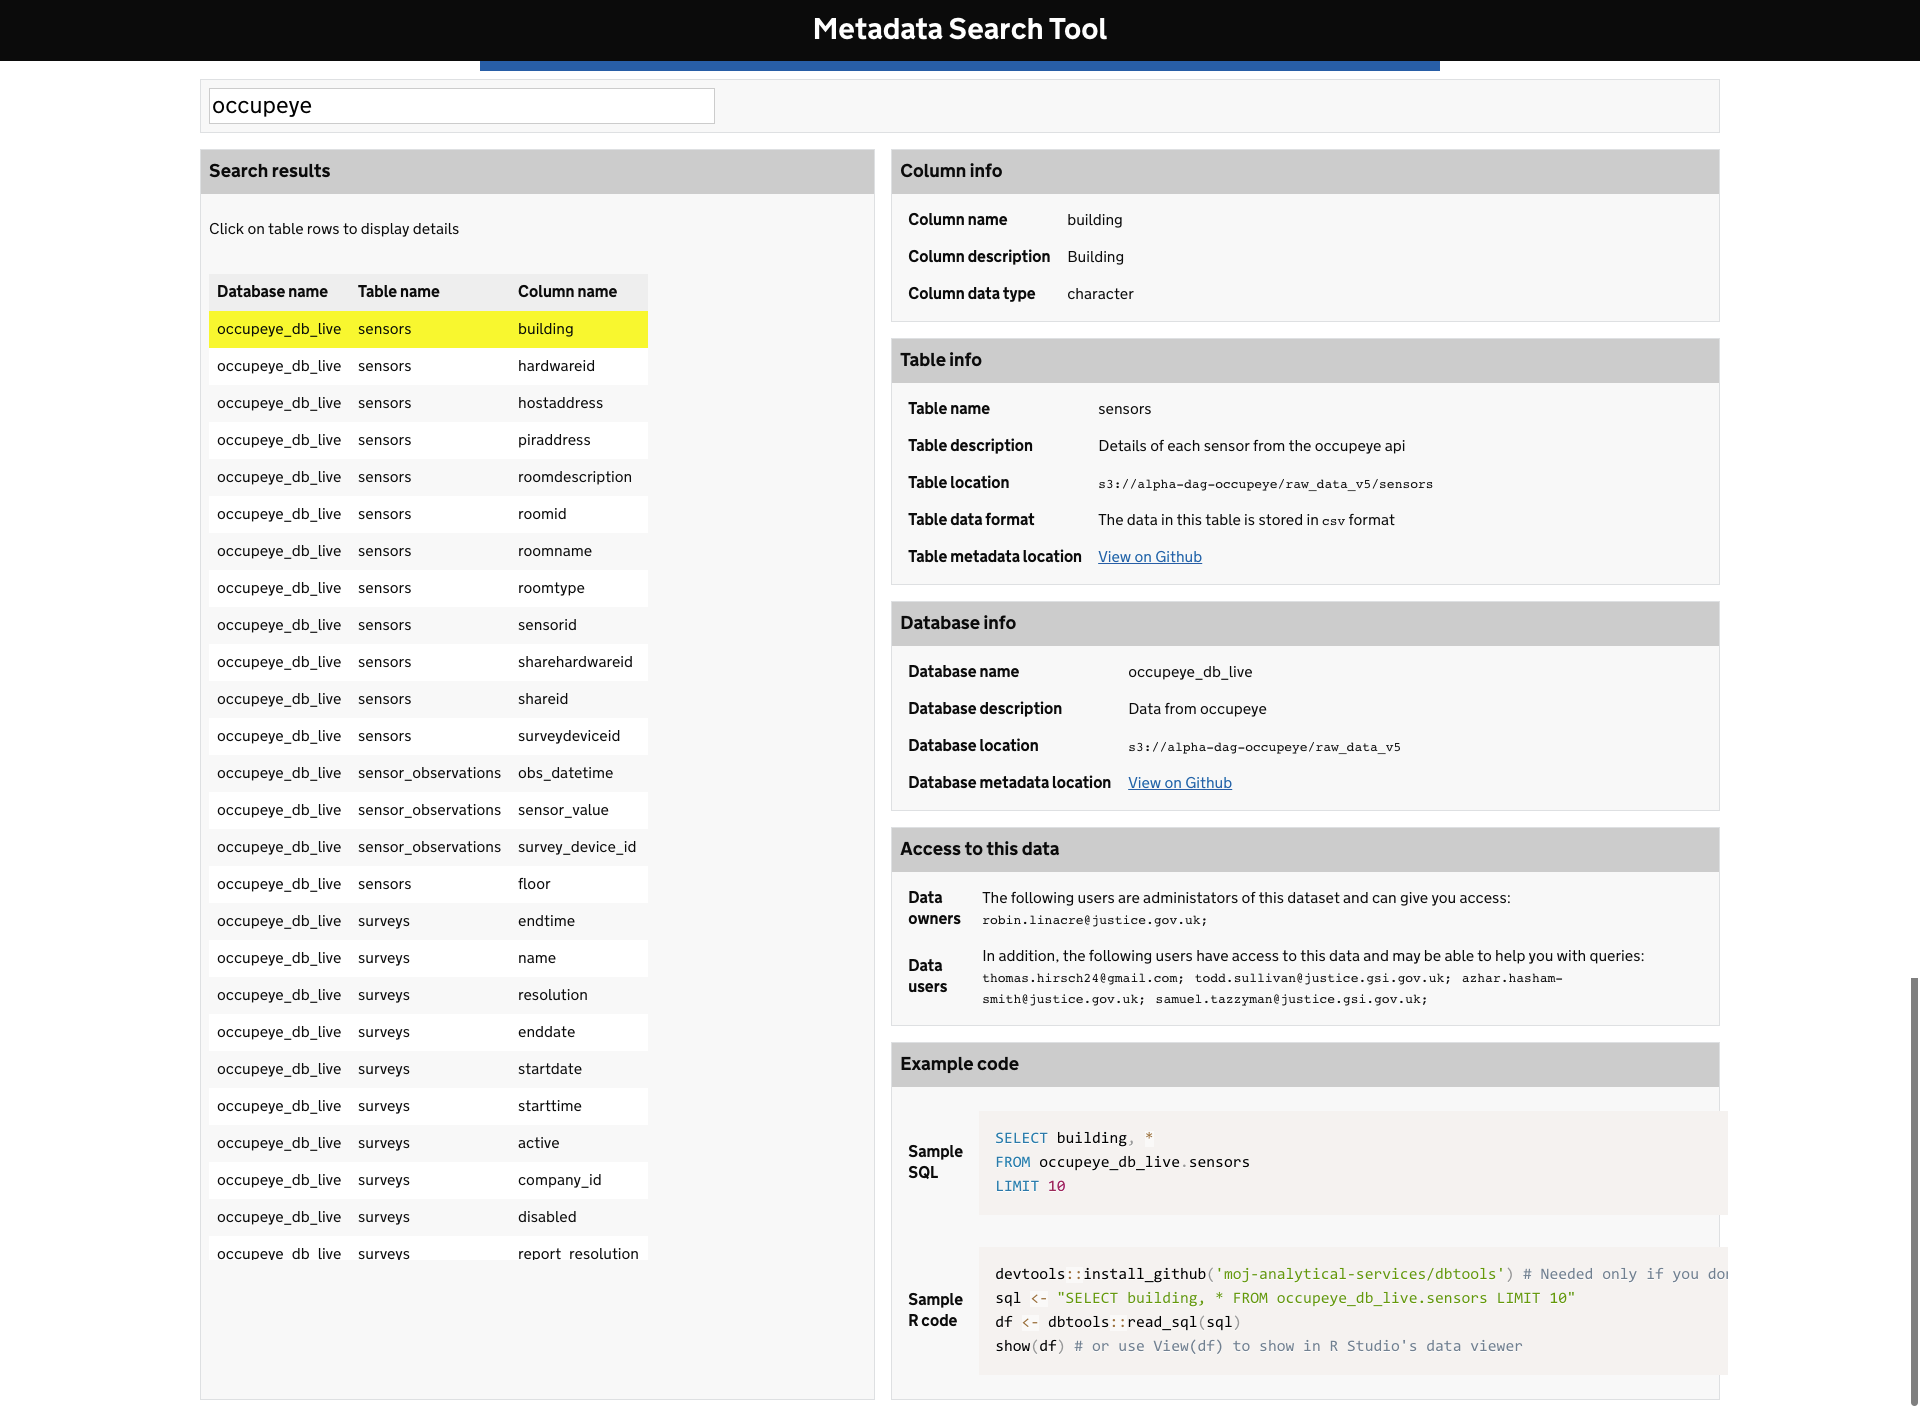 Metadata Search Tool
occupeye
Search results
Click on table rows to display details
Database name Table name Column name
occupeye_db_live sensors building
occupeye_db_live sensors hardwareid
occupeye_db_live sensors hostaddress
occupeye_db_live sensors piraddress
occupeye_db_live sensors roomdescription
occupeye_db_live sensors roomid
occupeye_db_live sensors roomname
occupeye_db_live sensors roomtype
occupeye_db_live sensors sensorid
occupeye_db_live sensors sharehardwareid
occupeye_db_live sensors shareid
occupeye_db_live sensors surveydeviceid
occupeye_db_live sensor_observations obs_datetime
occupeye_db_live sensor_observations sensor_value
occupeye_db_live sensor_observations survey_device_id
occupeye_db_live sensors floor
occupeye_db_live surveys endtime
occupeye_db_live surveys name
occupeye_db_live surveys resolution
occupeye_db_live surveys enddate
occupeye_db_live surveys startdate
occupeye_db_live surveys starttime
occupeye_db_live surveys active
occupeye_db_live surveys company_id
occupeye_db_live surveys disabled
occupeye_db_live surveys report_resolution
Column info
Column name building
Column description Building
Column data type character
Table info
Table name sensors
Table description Details of each sensor from the occupeye api
Table location s3://alpha-dag-occupeye/raw_data_v5/sensors
Table data format The data in this table is stored in csv format
Table metadata location View on Github
Database info
Database name occupeye_db_live
Database description Data from occupeye
Database location s3://alpha-dag-occupeye/raw_data_v5
Database metadata location View on Github
Access to this data
Data owners
The following users are administators of this dataset and can give you access:
robin.linacre@justice.gov.uk;
Data users
In addition, the following users have access to this data and may be able to help you with queries:
thomas.hirsch24@gmail.com; todd.sullivan@justice.gsi.gov.uk; azhar.hasham-
smith@justice.gov.uk; samuel.tazzyman@justice.gsi.gov.uk;
Example code
Sample SQL
SELECT building, *
FROM occupeye_db_live.sensors
LIMIT 10
Sample R code
devtools::install_github('moj-analytical-services/dbtools') # Needed only if you
sql <- "SELECT building, * FROM occupeye_db_live.sensors LIMIT 10"
df <- dbtools::read_sql(sql)
show(df) # or use View(df) to show in R Studio's data viewer